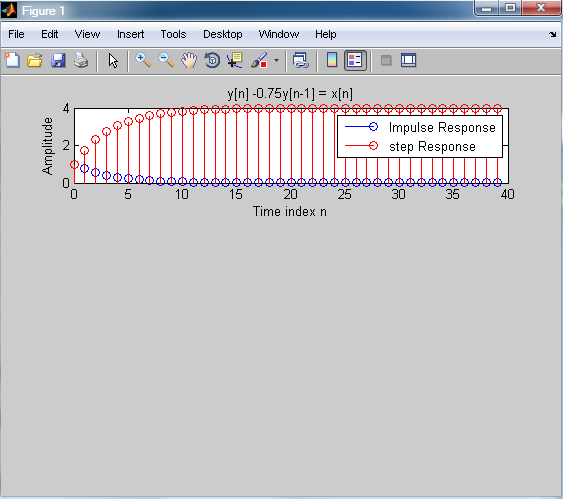 Figure 1
File Edit View Insert Tools Desktop Window Help
y[n] -0.75y[n-1] = x[n]
4
2
0
Amplitude
Impulse Response
step Response
0 5 10 15 20 25 30 35 40
Time index n